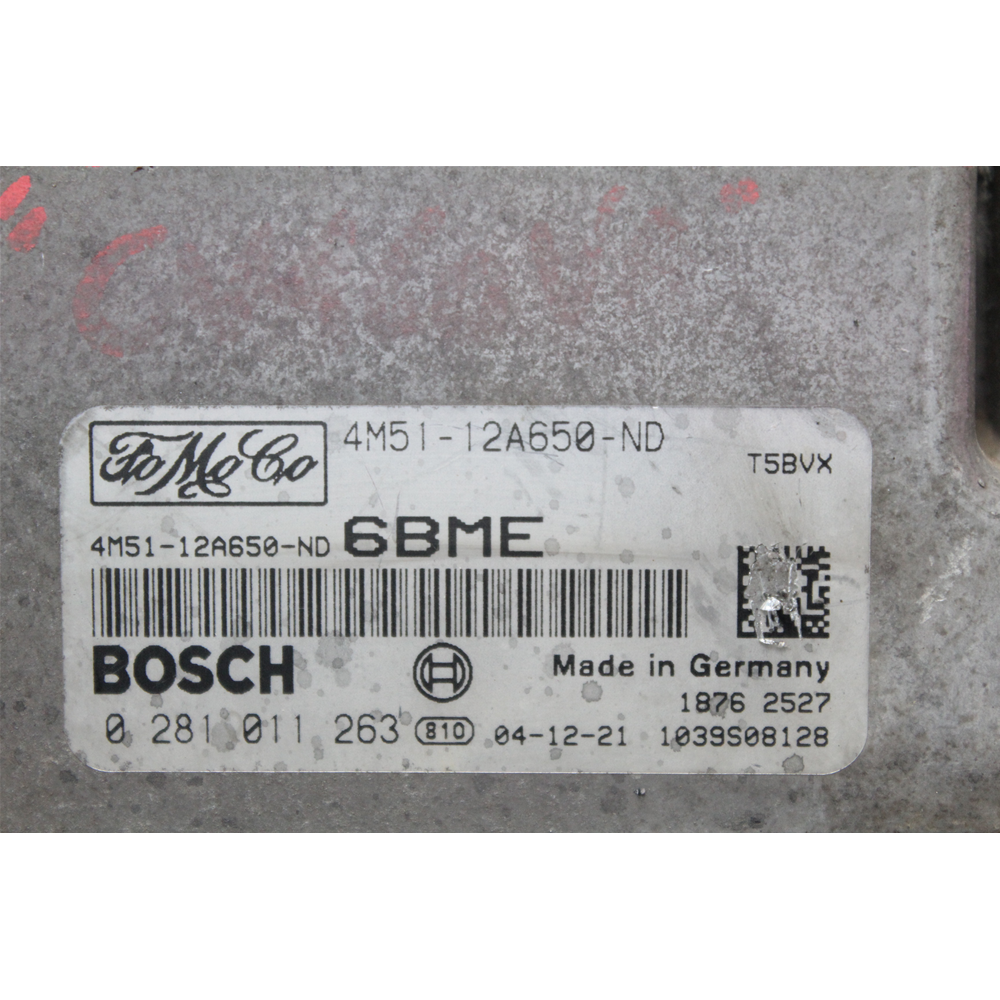 FoMoCo 4M51-12A650-ND
T5BVX
4M51-12A650-ND 6BME
BOSCH
Made in Germany
1876 2527
0 281 011 263 810 04-12-21 1039S08128